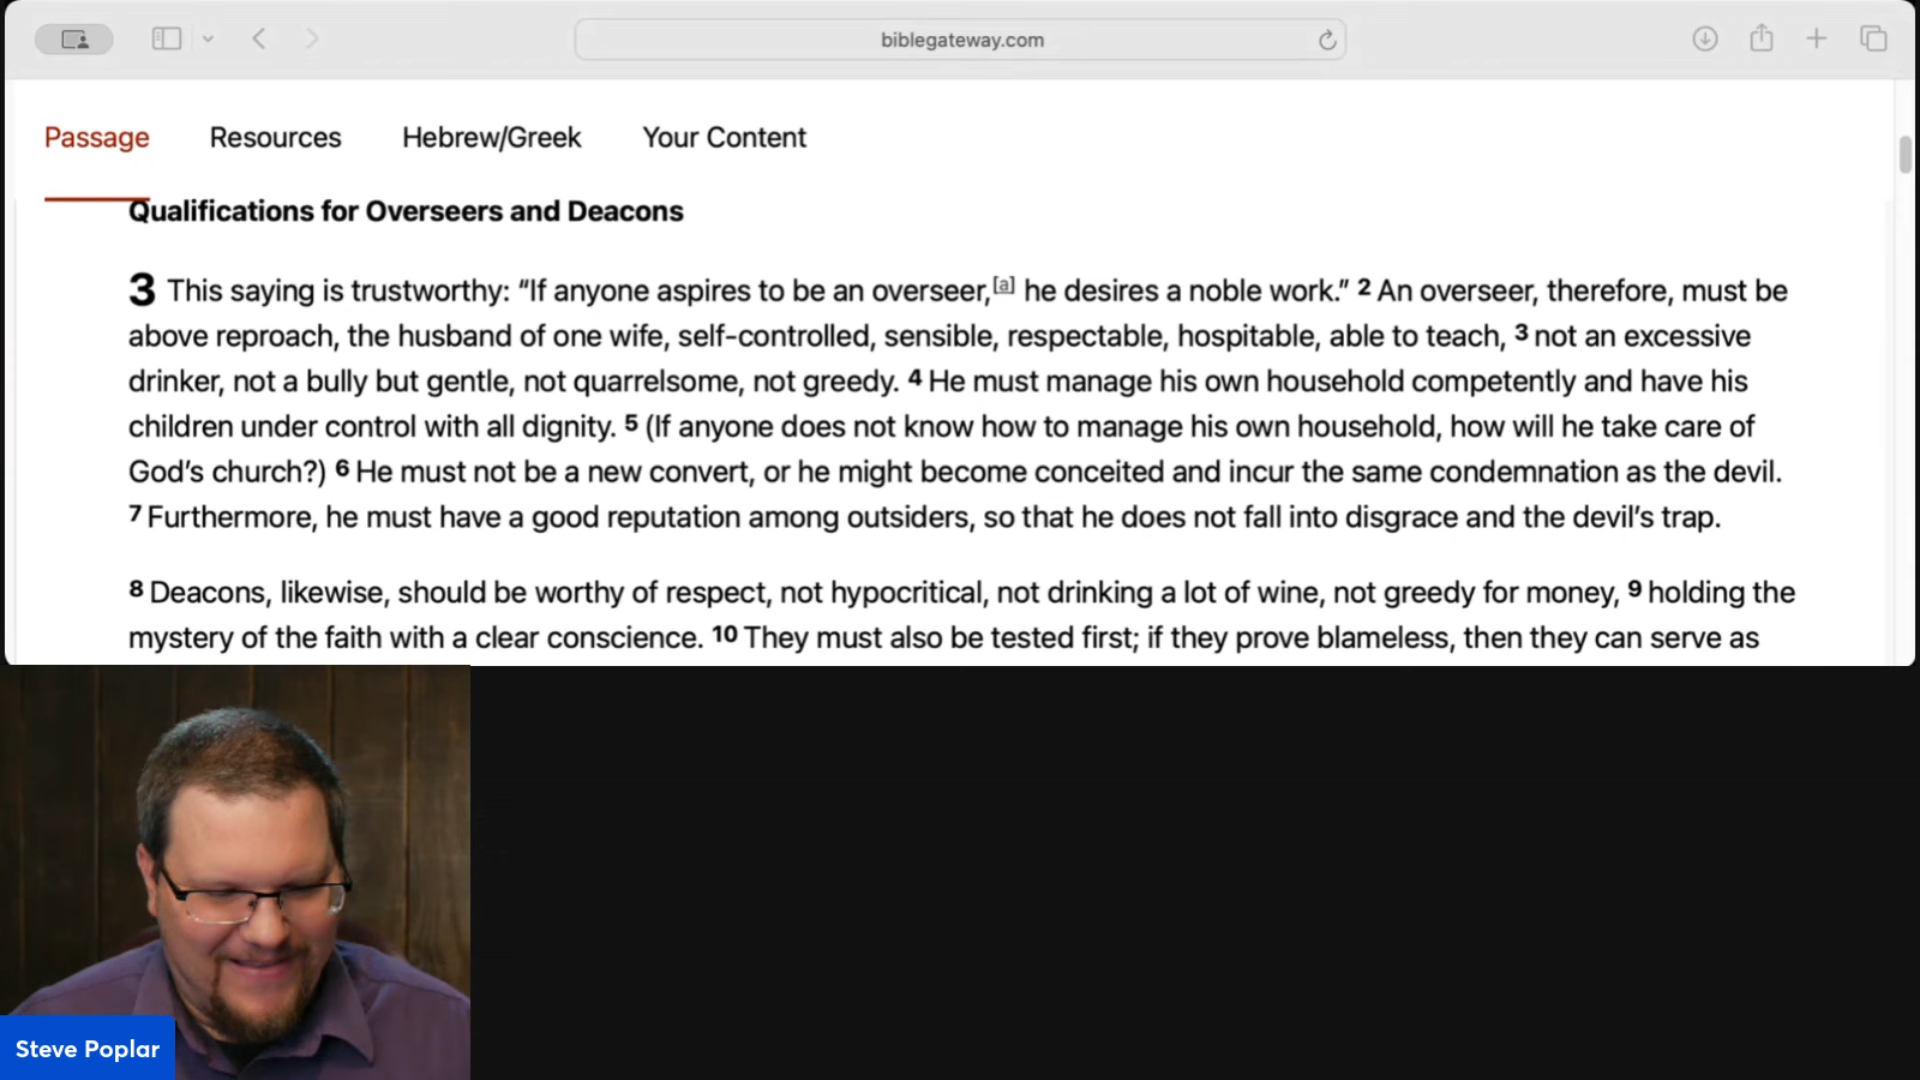 biblegateway.com
Passage Resources Hebrew/Greek Your Content
Qualifications for Overseers and Deacons
3 This saying is trustworthy: “If anyone aspires to be an overseer,[a] he desires a noble work.” 2 An overseer, therefore, must be
above reproach, the husband of one wife, self-controlled, sensible, respectable, hospitable, able to teach, 3 not an excessive
drinker, not a bully but gentle, not quarrelsome, not greedy. 4 He must manage his own household competently and have his
children under control with all dignity. 5 (If anyone does not know how to manage his own household, how will he take care of
God’s church?) 6 He must not be a new convert, or he might become conceited and incur the same condemnation as the devil.
7 Furthermore, he must have a good reputation among outsiders, so that he does not fall into disgrace and the devil’s trap.
8 Deacons, likewise, should be worthy of respect, not hypocritical, not drinking a lot of wine, not greedy for money, 9 holding the
mystery of the faith with a clear conscience. 10 They must also be tested first; if they prove blameless, then they can serve as
Steve Poplar